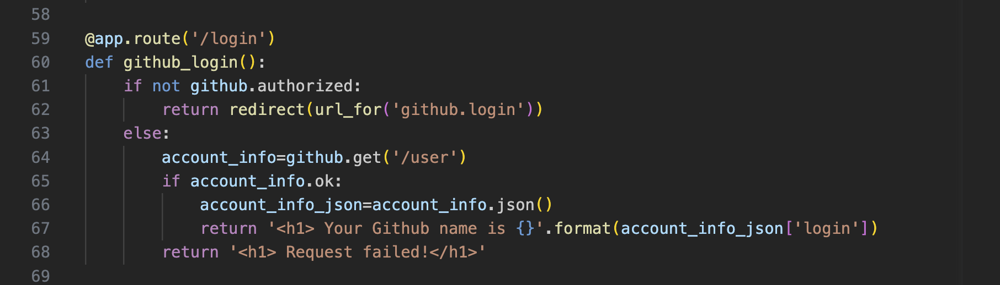 58
59 @app.route('/login')
60 def github_login():
61     if not github.authorized:
62         return redirect(url_for('github.login'))
63     else:
64         account_info=github.get('/user')
65         if account_info.ok:
66             account_info_json=account_info.json()
67             return '<h1> Your Github name is {}'.format(account_info_json['login'])
68         return '<h1> Request failed!</h1>'
69